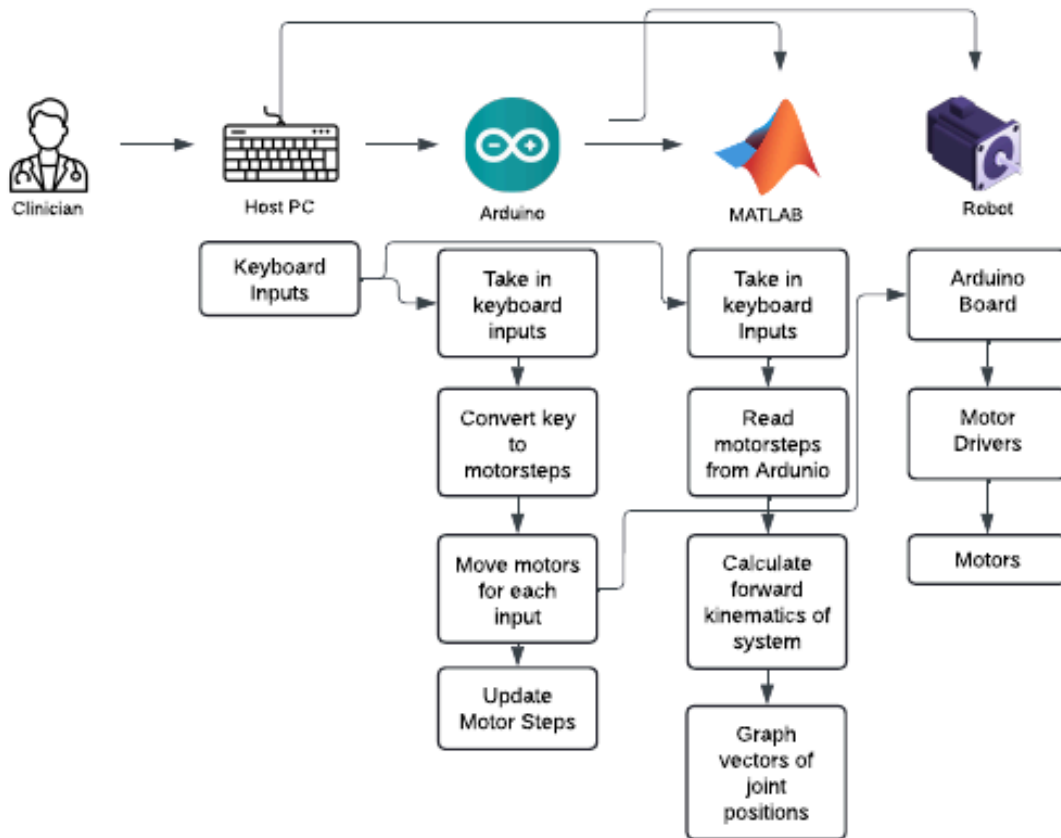 Clinician
Host PC
Arduino
MATLAB
Robot
Keyboard
Inputs
Take in
keyboard
inputs
Convert key
to
motorsteps
Move motors
for each
input
Update
Motor Steps
Take in
keyboard
Inputs
Read
motorsteps
from Ardunio
Calculate
forward
kinematics of
system
Graph
vectors of
joint
positions
Arduino
Board
Motor
Drivers
Motors